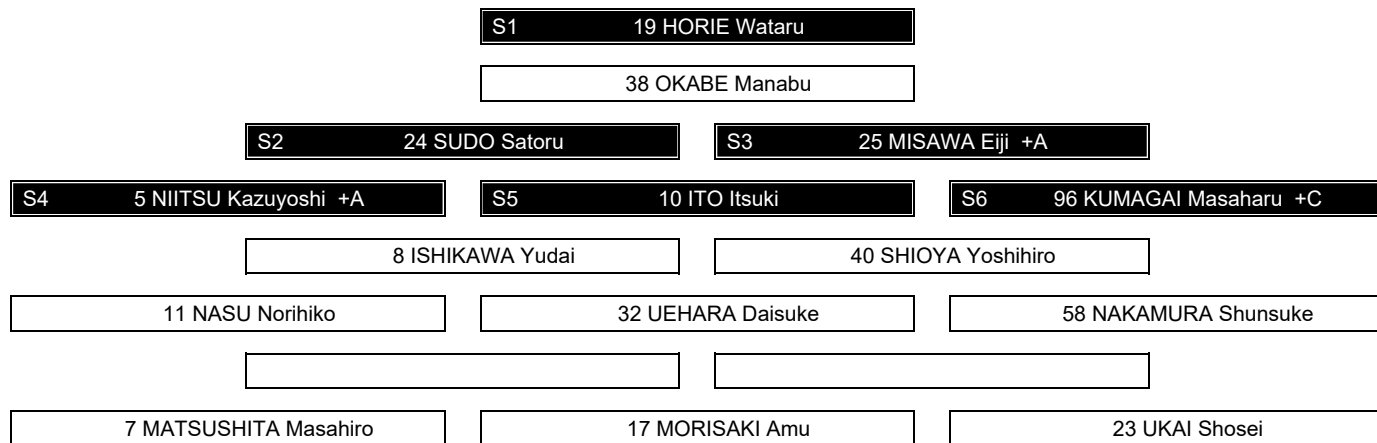 S1 19 HORIE Wataru
38 OKABE Manabu
S2 24 SUDO Satoru S3 25 MISAWA Eiji +A
S4 5 NIITSU Kazuyoshi +A S5 10 ITO Itsuki S6 96 KUMAGAI Masaharu +C
8 ISHIKAWA Yudai 40 SHIOYA Yoshihiro
11 NASU Norihiko 32 UEHARA Daisuke 58 NAKAMURA Shunsuke
7 MATSUSHITA Masahiro 17 MORISAKI Amu 23 UKAI Shosei